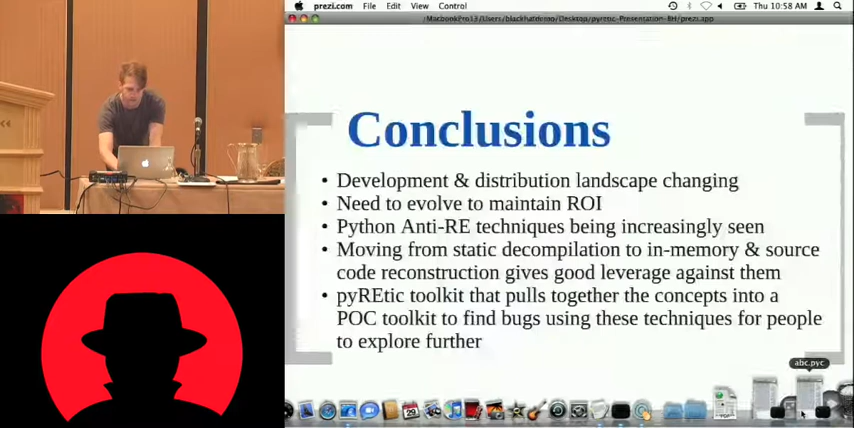 prezi.com File Edit View Control
Thu 10:58 AM
/MacbookPro13/Users/blackhatdemo/Desktop/pyretic-Presentation-BH/prezi.app
Conclusions
• Development & distribution landscape changing
• Need to evolve to maintain ROI
• Python Anti-RE techniques being increasingly seen
• Moving from static decompilation to in-memory & source
code reconstruction gives good leverage against them
• pyREtic toolkit that pulls together the concepts into a
POC toolkit to find bugs using these techniques for people
to explore further
abc.pyc
29